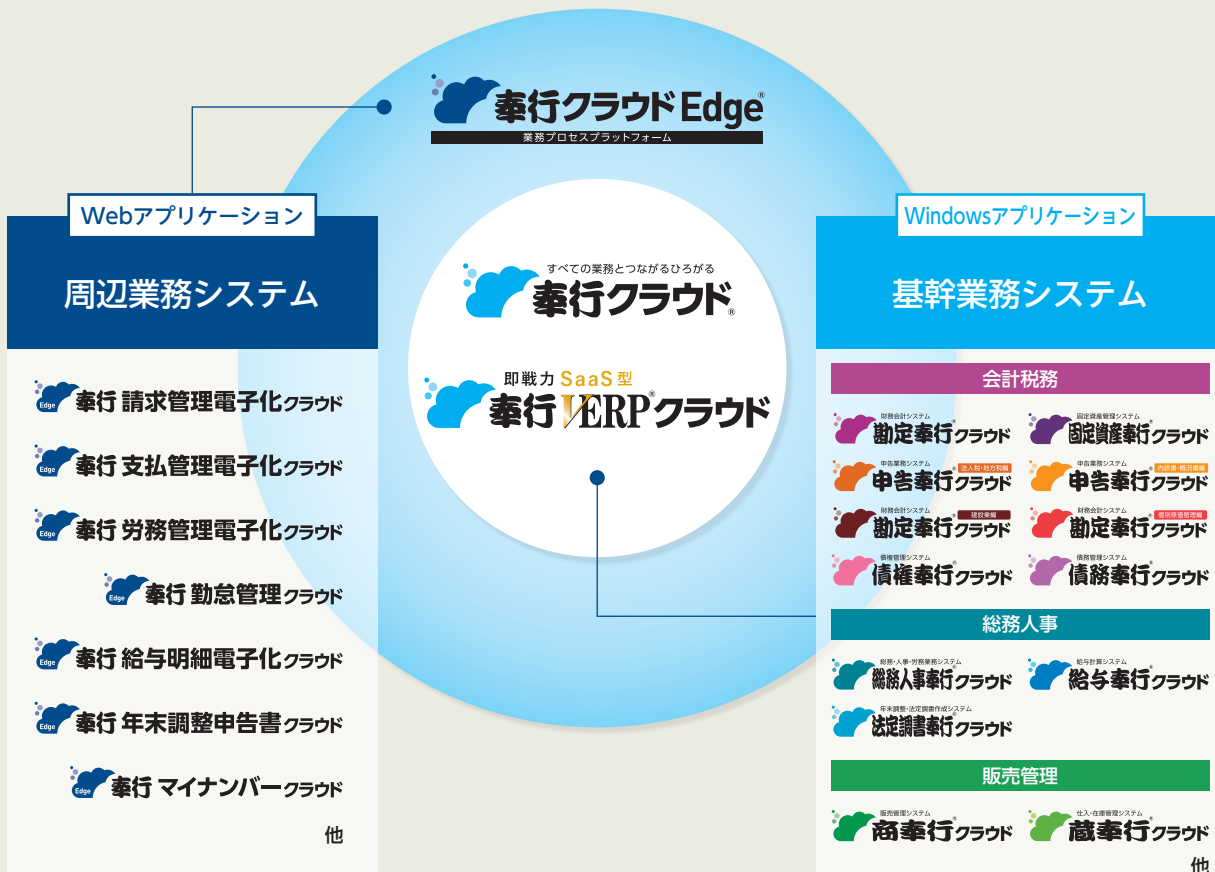 奉行クラウド Edge®
業務プロセスプラットフォーム
すべての業務とつながるひろがる
奉行クラウド®
即戦力 SaaS型
奉行 VERP®クラウド
Webアプリケーション
周辺業務システム
Edge 奉行 請求管理電子化クラウド
Edge 奉行 支払管理電子化クラウド
Edge 奉行 労務管理電子化クラウド
Edge 奉行 勤怠管理クラウド
Edge 奉行 給与明細電子化クラウド
Edge 奉行 年末調整申告書クラウド
Edge 奉行 マイナンバークラウド
他
Windowsアプリケーション
基幹業務システム
会計税務
財務会計システム
勘定奉行®クラウド
固定資産管理システム
固定資産奉行®クラウド
申告業務システム
申告奉行®クラウド 法人税・地方税編
申告業務システム
申告奉行®クラウド 内訳書・概況書編
財務会計システム
勘定奉行®クラウド 建設業編
財務会計システム
勘定奉行®クラウド 個別原価管理編
債権管理システム
債権奉行®クラウド
債務管理システム
債務奉行®クラウド
総務人事
総務・人事・労務業務システム
総務人事奉行®クラウド
給与計算システム
給与奉行®クラウド
年末調整・法定調書作成システム
法定調書奉行®クラウド
販売管理
販売管理システム
商奉行®クラウド
仕入・在庫管理システム
蔵奉行®クラウド
他